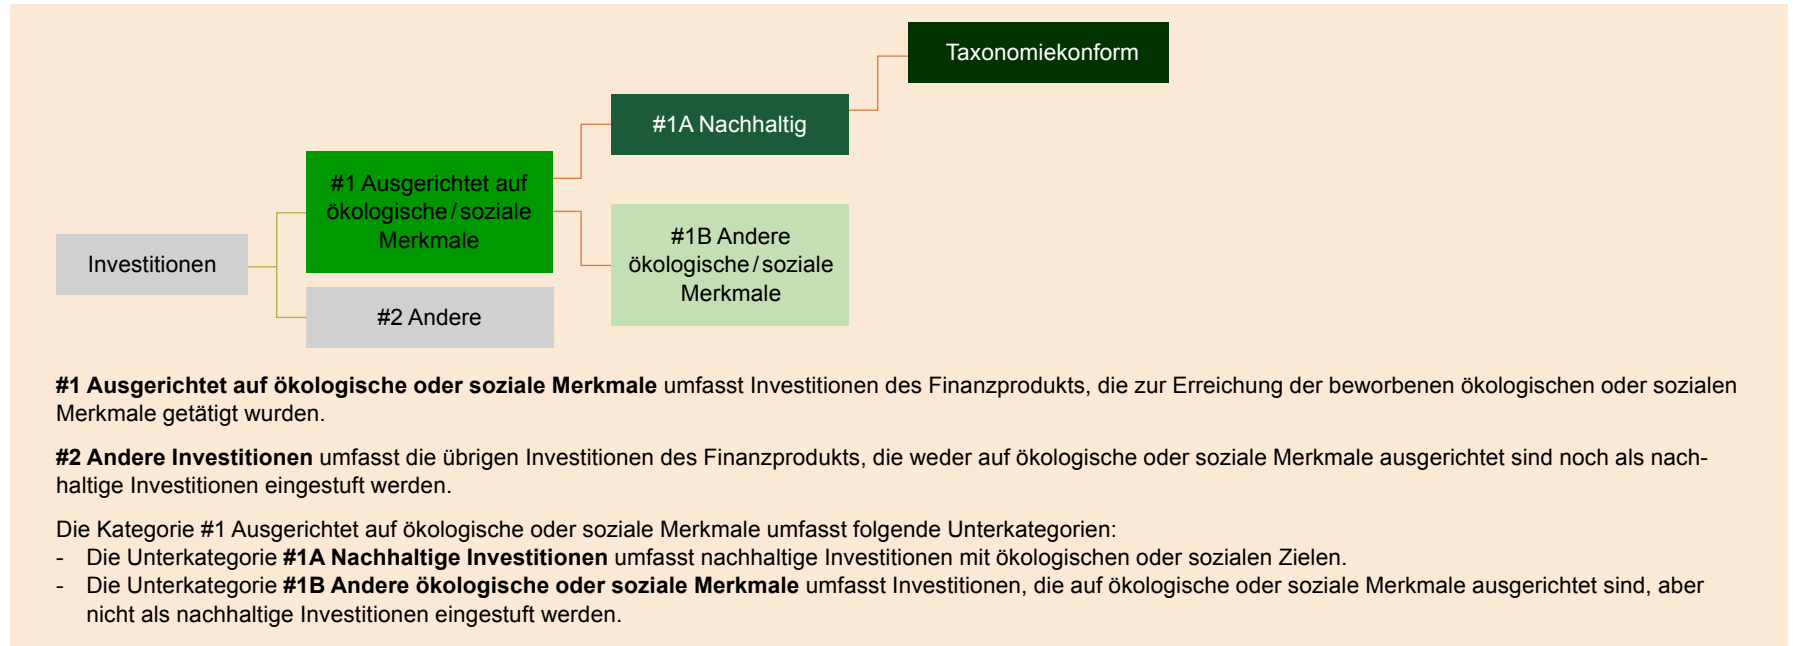 Taxonomiekonform
#1A Nachhaltig
#1 Ausgerichtet auf
ökologische/soziale
Merkmale
#1B Andere
ökologische/soziale
Merkmale
Investitionen
#2 Andere
#1 Ausgerichtet auf ökologische oder soziale Merkmale umfasst Investitionen des Finanzprodukts, die zur Erreichung der beworbenen ökologischen oder sozialen
Merkmale getätigt wurden.
#2 Andere Investitionen umfasst die übrigen Investitionen des Finanzprodukts, die weder auf ökologische oder soziale Merkmale ausgerichtet sind noch als nach-
haltige Investitionen eingestuft werden.
Die Kategorie #1 Ausgerichtet auf ökologische oder soziale Merkmale umfasst folgende Unterkategorien:
- Die Unterkategorie #1A Nachhaltige Investitionen umfasst nachhaltige Investitionen mit ökologischen oder sozialen Zielen.
- Die Unterkategorie #1B Andere ökologische oder soziale Merkmale umfasst Investitionen, die auf ökologische oder soziale Merkmale ausgerichtet sind, aber
nicht als nachhaltige Investitionen eingestuft werden.